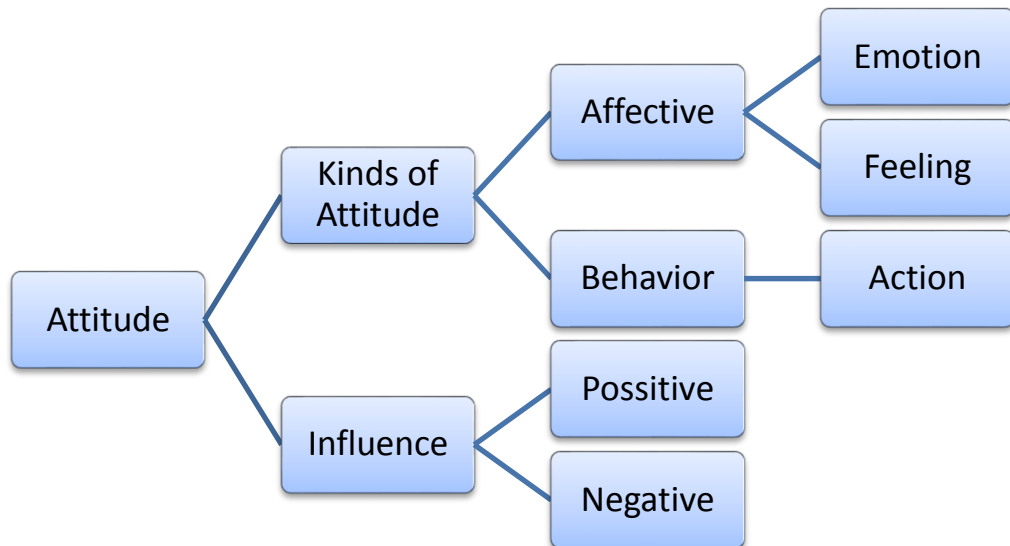 Attitude
Kinds of
Attitude
Affective
Emotion
Feeling
Behavior
Action
Influence
Possitive
Negative